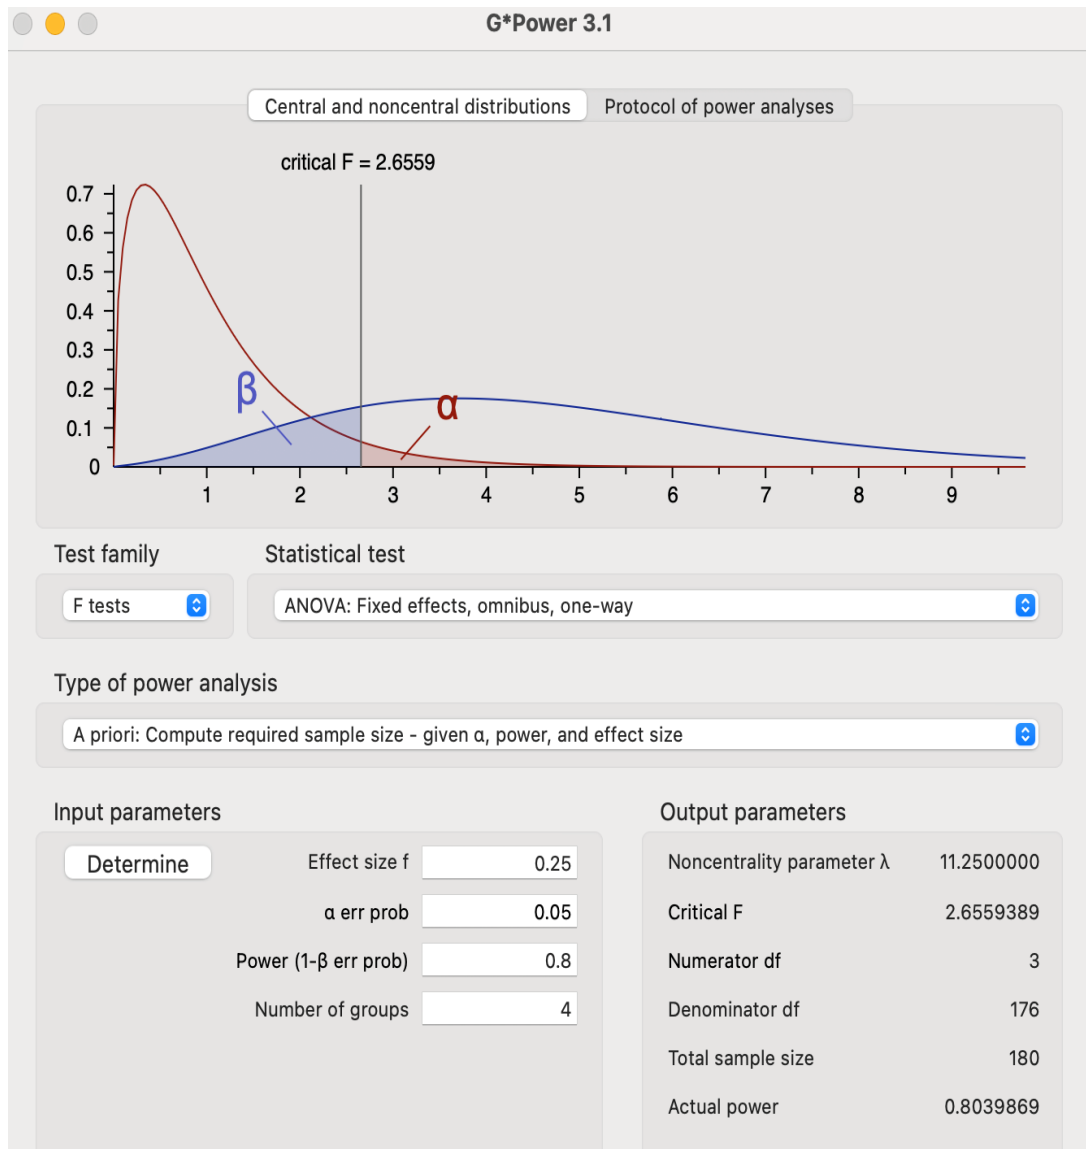 G*Power 3.1
Central and noncentral distributions Protocol of power analyses
critical F = 2.6559
0.7
0.6
0.5
0.4
0.3
0.2
0.1
0
β
α
1 2 3 4 5 6 7 8 9
Test family Statistical test
F tests ANOVA: Fixed effects, omnibus, one-way
Type of power analysis
A priori: Compute required sample size - given α, power, and effect size
Input parameters Output parameters
Determine Effect size f 0.25 Noncentrality parameter λ 11.2500000
α err prob 0.05 Critical F 2.6559389
Power (1-β err prob) 0.8 Numerator df 3
Number of groups 4 Denominator df 176
Total sample size 180
Actual power 0.8039869